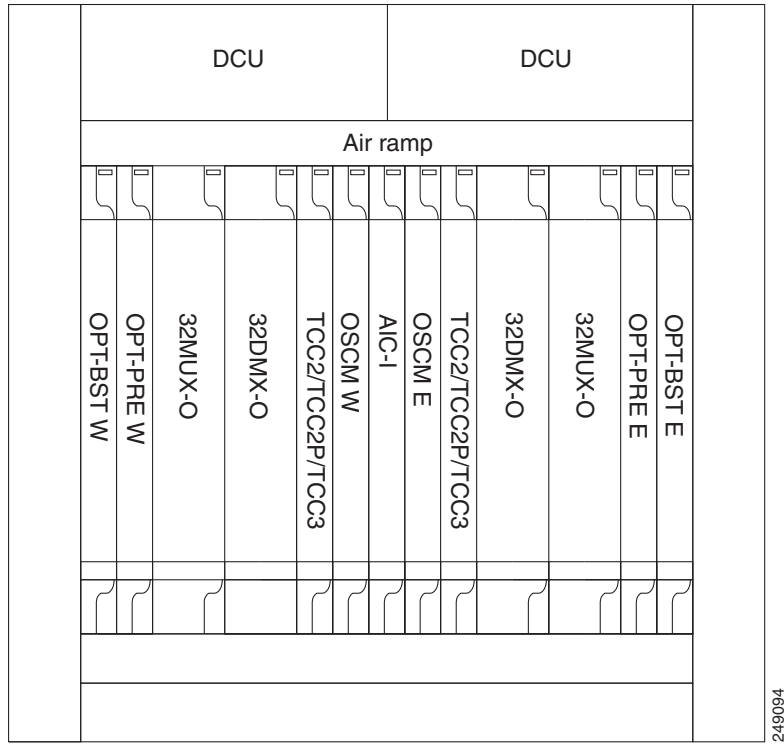 DCU
DCU
Air ramp
OPT-BST W
OPT-PRE W
32MUX-O
32DMX-O
TCC2/TCC2P/TCC3
OSCM W
AIC-I
OSCM E
TCC2/TCC2P/TCC3
32DMX-O
32MUX-O
OPT-PRE E
OPT-BST E
249094